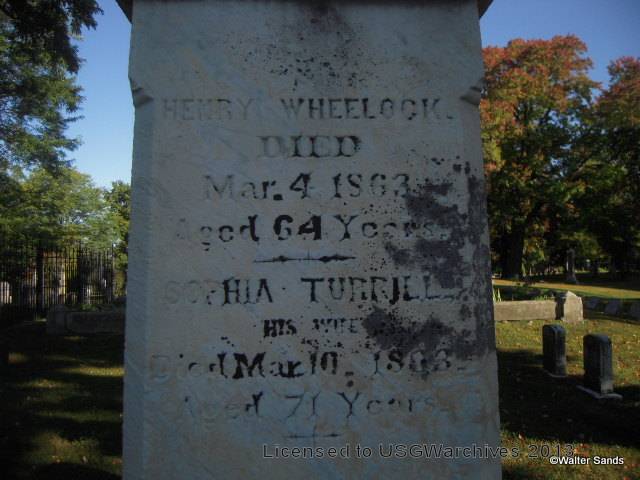 HENRY WHEELOCK.
DIED
Mar. 4 1863
Aged 64 Years.
SOPHIA TURRILL
HIS WIFE
Died Mar. 10, 1863
Aged 71 Years.
Licensed to USGWarchives 2013
©Walter Sands